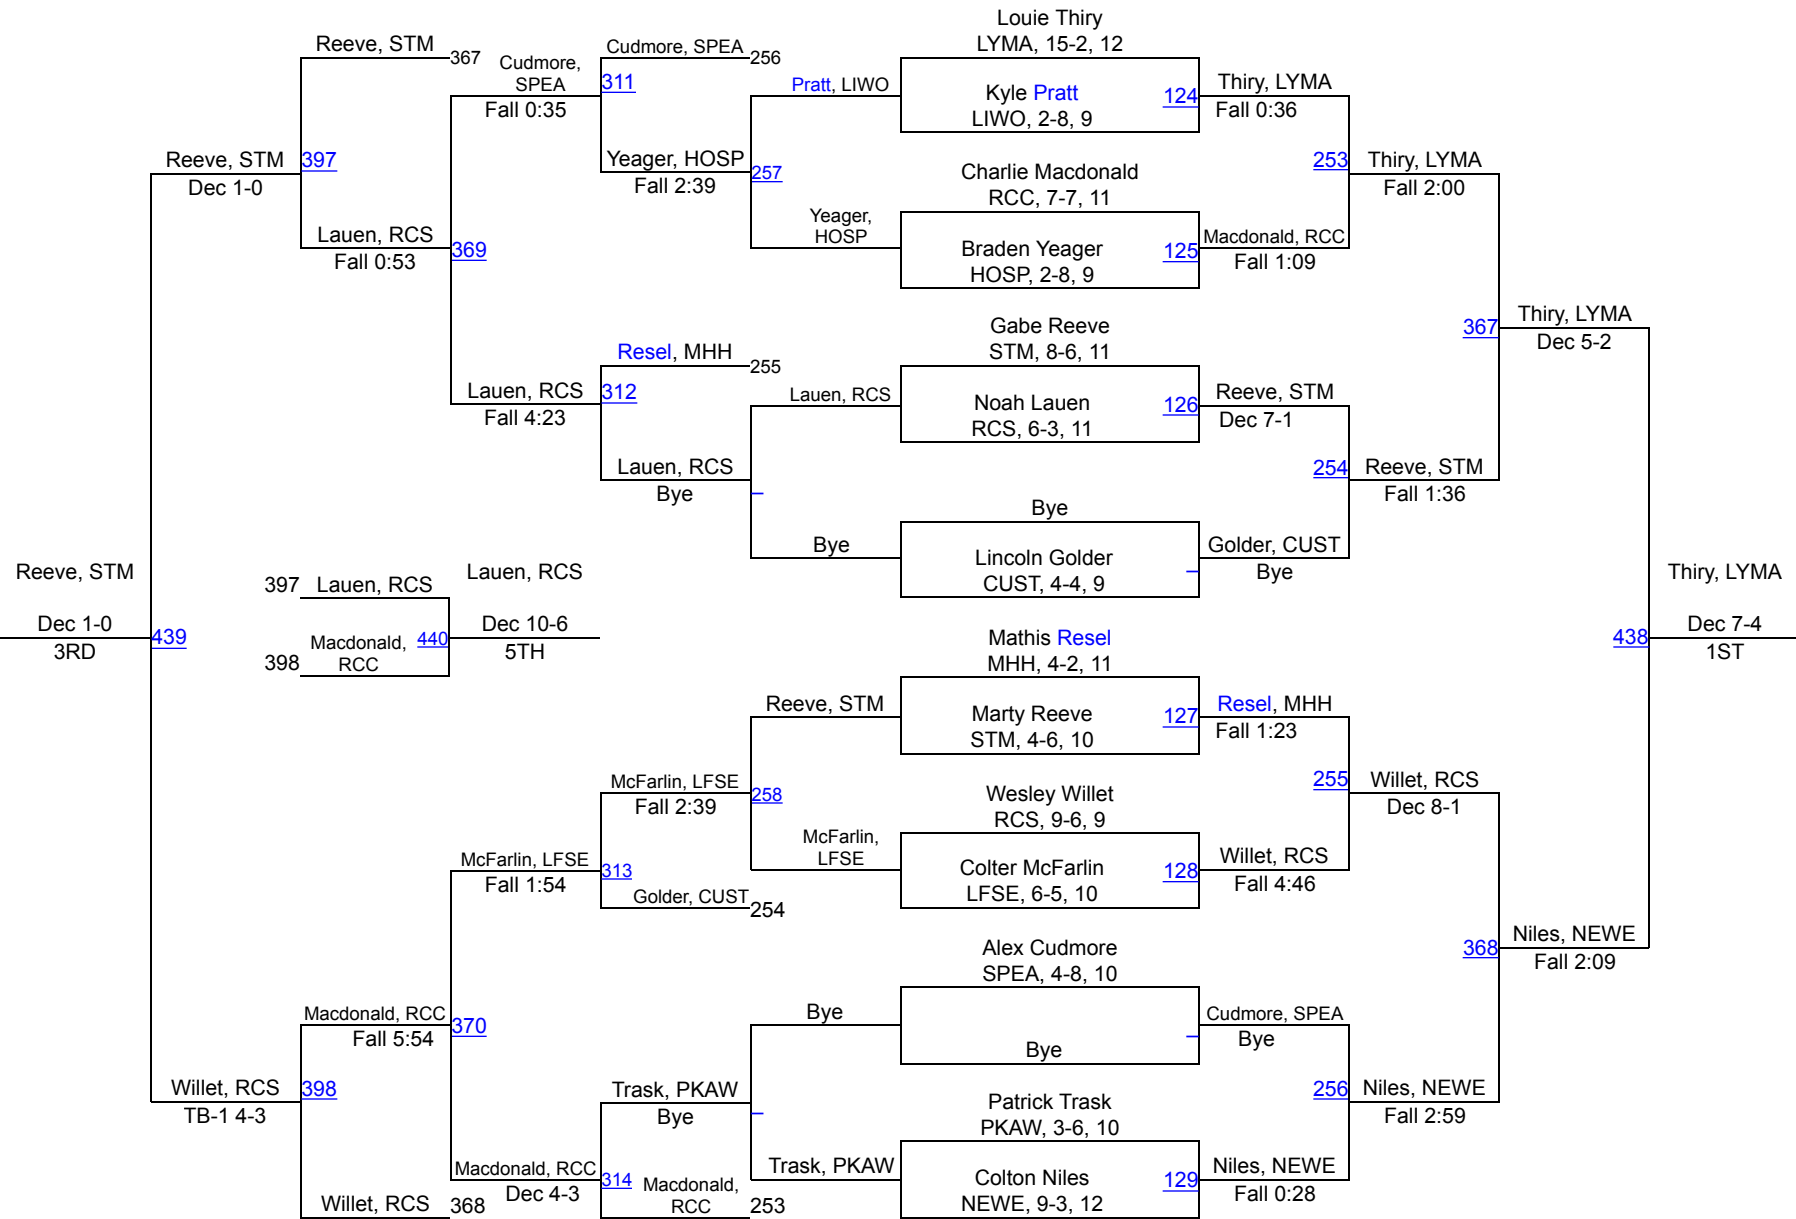 Louie Thiry
LYMA, 15-2, 12
Reeve, STM
367
Cudmore, SPEA
256
Cudmore,
SPEA
311
Fall 0:35
Pratt, LIWO
Kyle Pratt
LIWO, 2-8, 9
124
Thiry, LYMA
Fall 0:36
Reeve, STM
397
Dec 1-0
Yeager, HOSP
257
Fall 2:39
Charlie Macdonald
RCC, 7-7, 11
253
Thiry, LYMA
Fall 2:00
Lauen, RCS
369
Fall 0:53
Yeager,
HOSP
Braden Yeager
HOSP, 2-8, 9
125
Macdonald, RCC
Fall 1:09
Gabe Reeve
STM, 8-6, 11
367
Thiry, LYMA
Dec 5-2
Resel, MHH
255
Lauen, RCS
312
Fall 4:23
Lauen, RCS
Noah Lauen
RCS, 6-3, 11
126
Reeve, STM
Dec 7-1
Lauen, RCS
Bye
254
Reeve, STM
Fall 1:36
Bye
Bye
Lincoln Golder
CUST, 4-4, 9
Golder, CUST
Bye
Reeve, STM
Dec 1-0
3RD
439
397
Lauen, RCS
398
Macdonald,
RCC
440
Lauen, RCS
Dec 10-6
5TH
438
Thiry, LYMA
Dec 7-4
1ST
Mathis Resel
MHH, 4-2, 11
Reeve, STM
Marty Reeve
STM, 4-6, 10
127
Resel, MHH
Fall 1:23
McFarlin, LFSE
258
Fall 2:39
Wesley Willet
RCS, 9-6, 9
255
Willet, RCS
Dec 8-1
McFarlin,
LFSE
Colter McFarlin
LFSE, 6-5, 10
128
Willet, RCS
Fall 4:46
McFarlin, LFSE
313
Fall 1:54
Golder, CUST
254
Alex Cudmore
SPEA, 4-8, 10
368
Niles, NEWE
Fall 2:09
Macdonald, RCC
370
Fall 5:54
Bye
Bye
Cudmore, SPEA
Bye
Willet, RCS
398
TB-1 4-3
Trask, PKAW
Bye
Patrick Trask
PKAW, 3-6, 10
256
Niles, NEWE
Fall 2:59
Macdonald, RCC
314
Dec 4-3
Trask, PKAW
Colton Niles
NEWE, 9-3, 12
129
Niles, NEWE
Fall 0:28
Willet, RCS
368
Macdonald,
RCC
253